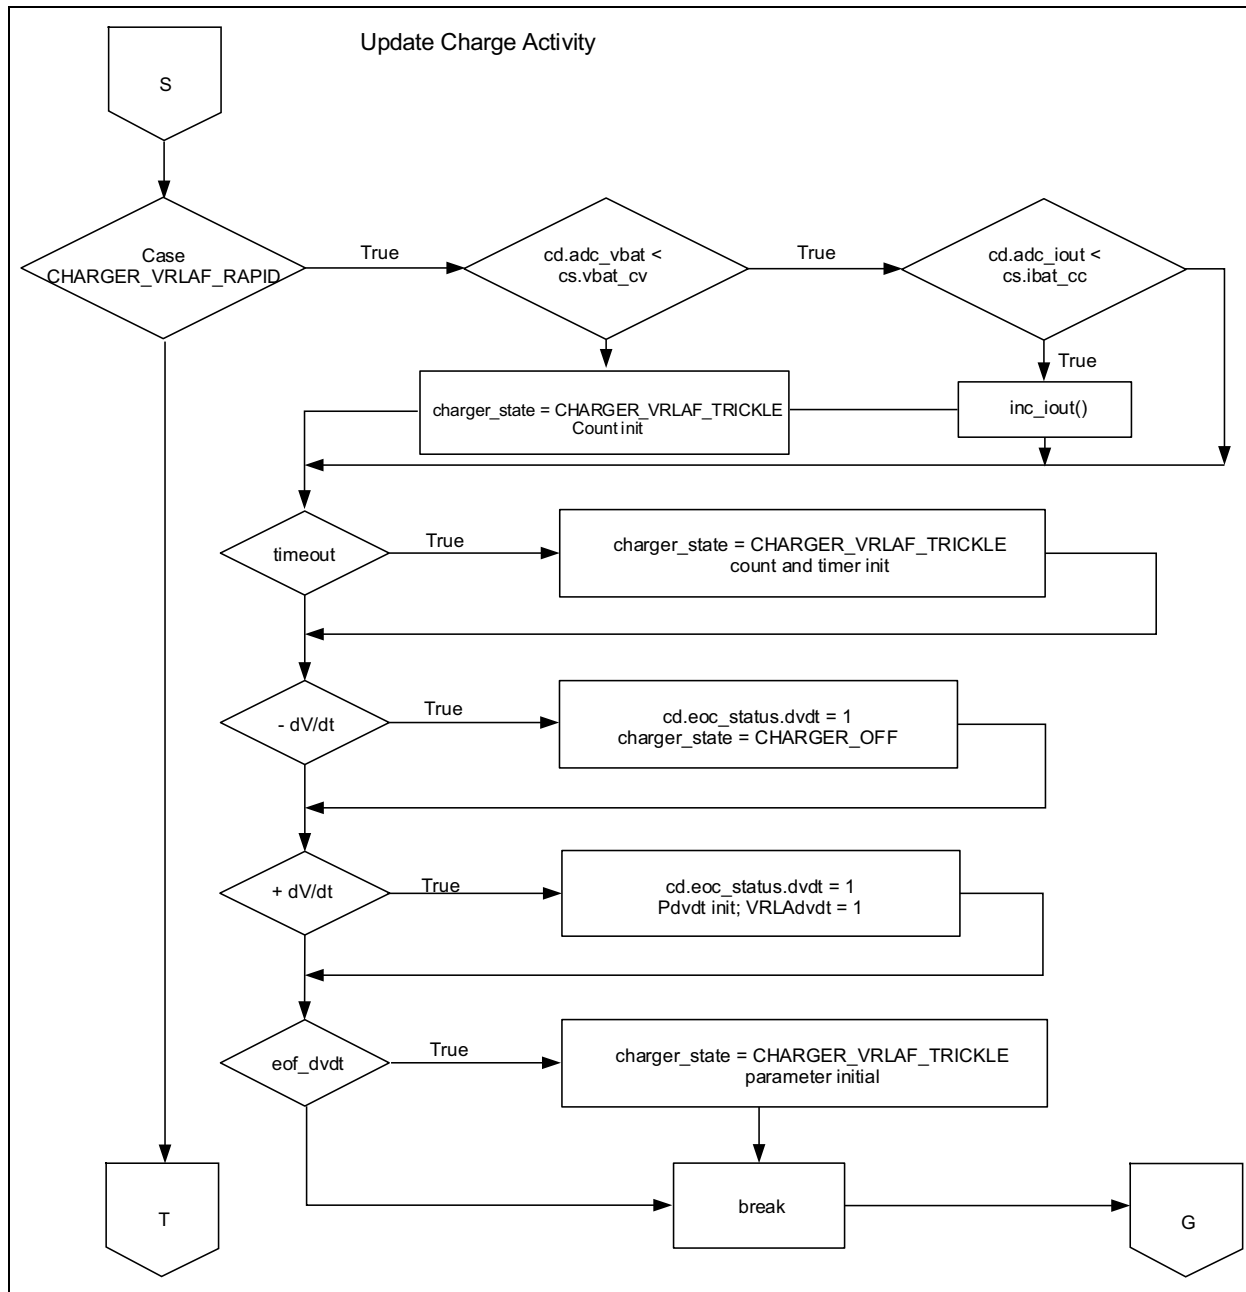 Update Charge Activity
S
Case
CHARGER_VRLAF_RAPID
True
cd.adc_vbat <
cs.vbat_cv
True
cd.adc_iout <
cs.ibat_cc
True
charger_state = CHARGER_VRLAF_TRICKLE
Count init
inc_iout()
timeout
True
charger_state = CHARGER_VRLAF_TRICKLE
count and timer init
- dV/dt
True
cd.eoc_status.dvdt = 1
charger_state = CHARGER_OFF
+ dV/dt
True
cd.eoc_status.dvdt = 1
Pdvdt init; VRLAdvdt = 1
eof_dvdt
True
charger_state = CHARGER_VRLAF_TRICKLE
parameter initial
T
break
G